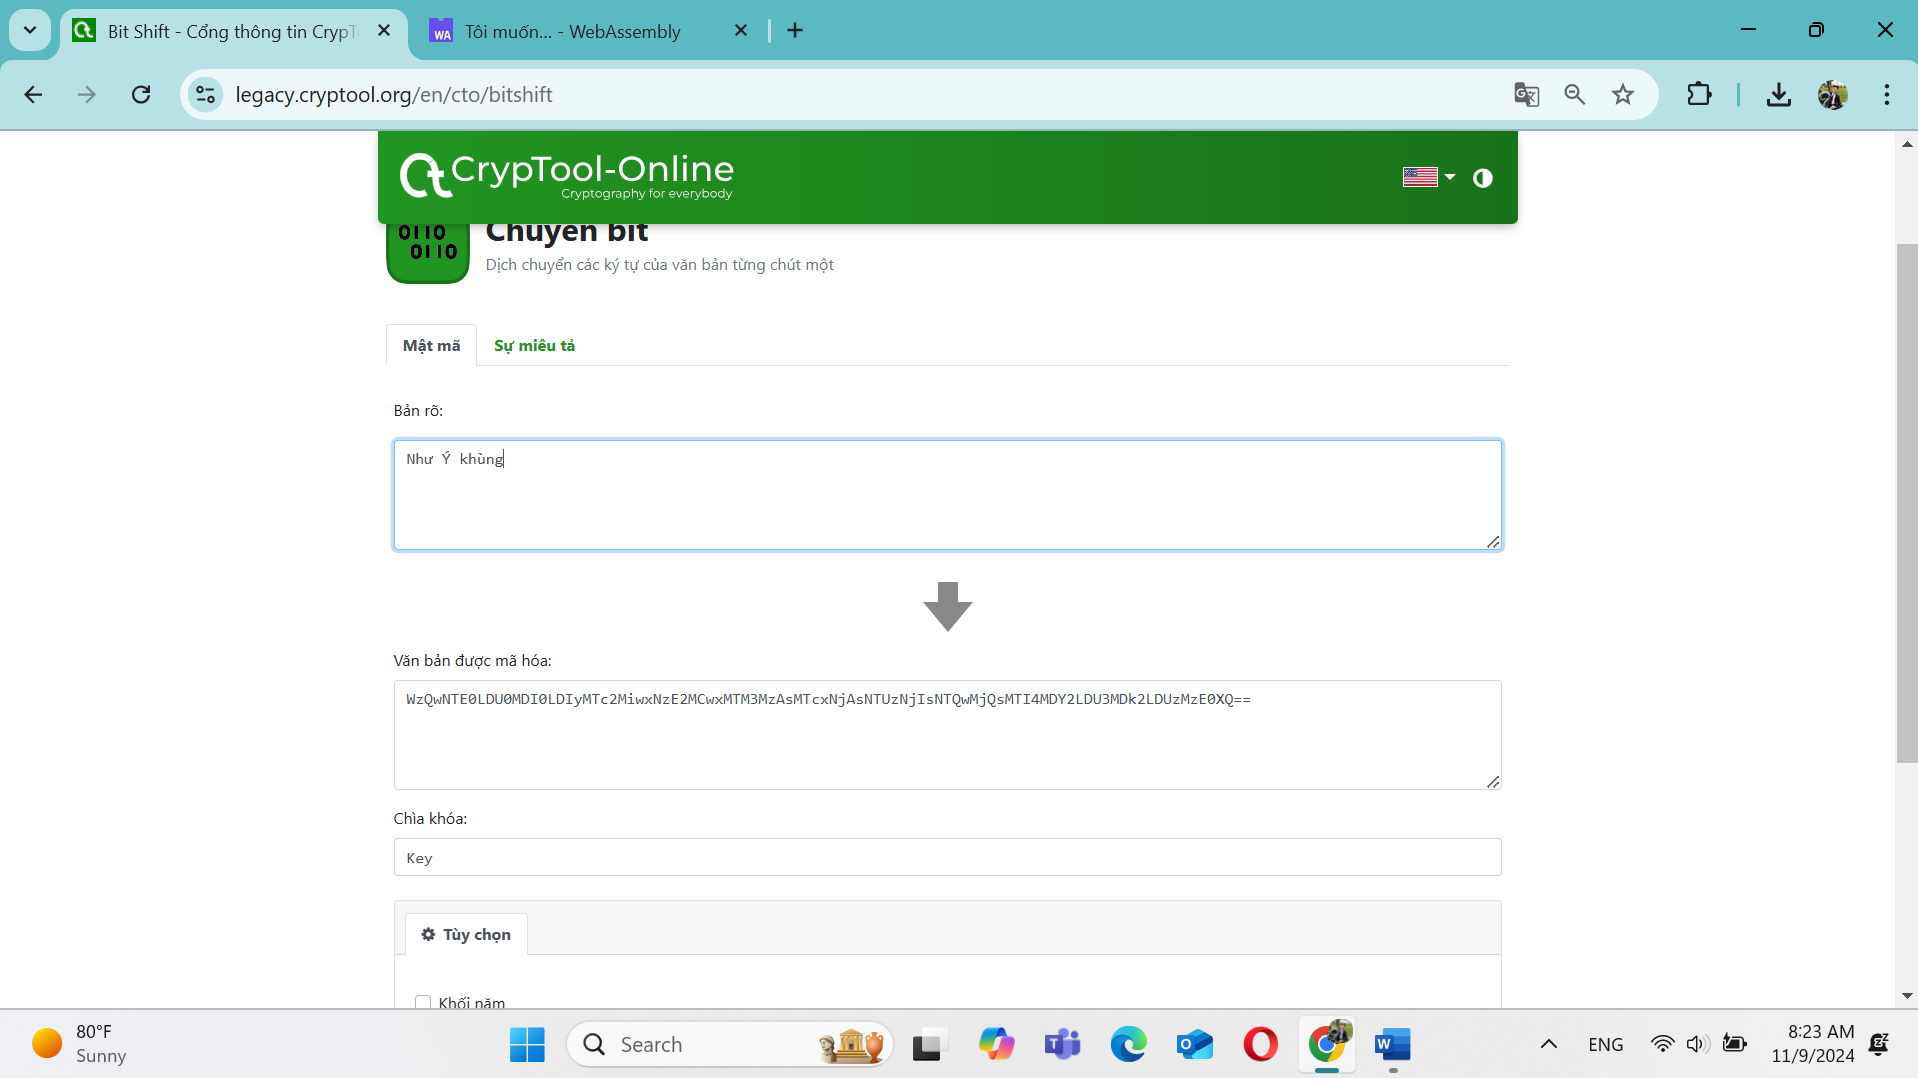 Bit Shift - Cổng thông tin CrypT
WA
Tôi muốn... - WebAssembly
legacy.cryptool.org/en/cto/bitshift
CrypTool-Online
Cryptography for everybody
0110
0110
Chuyển bit
Dịch chuyển các ký tự của văn bản từng chút một
Mật mã
Sự miêu tả
Bản rõ:
Như Ý khùng
Văn bản được mã hóa:
WzQwNTE0LDU0MDI0LDIyMTc2MiwxNzE2MCwxMTM3MzAsMTcxNjAsNTUzNjIsNTQwMjQsMTI4MDY2LDU3MDk2LDUzMzE0XQ==
Chìa khóa:
Key
Tùy chọn
Khối năm
80°F
Sunny
Search
ENG
8:23 AM
11/9/2024